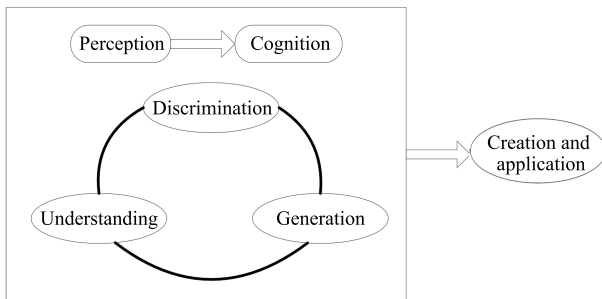 Perception
Cognition
Discrimination
Understanding
Generation
Creation and
application